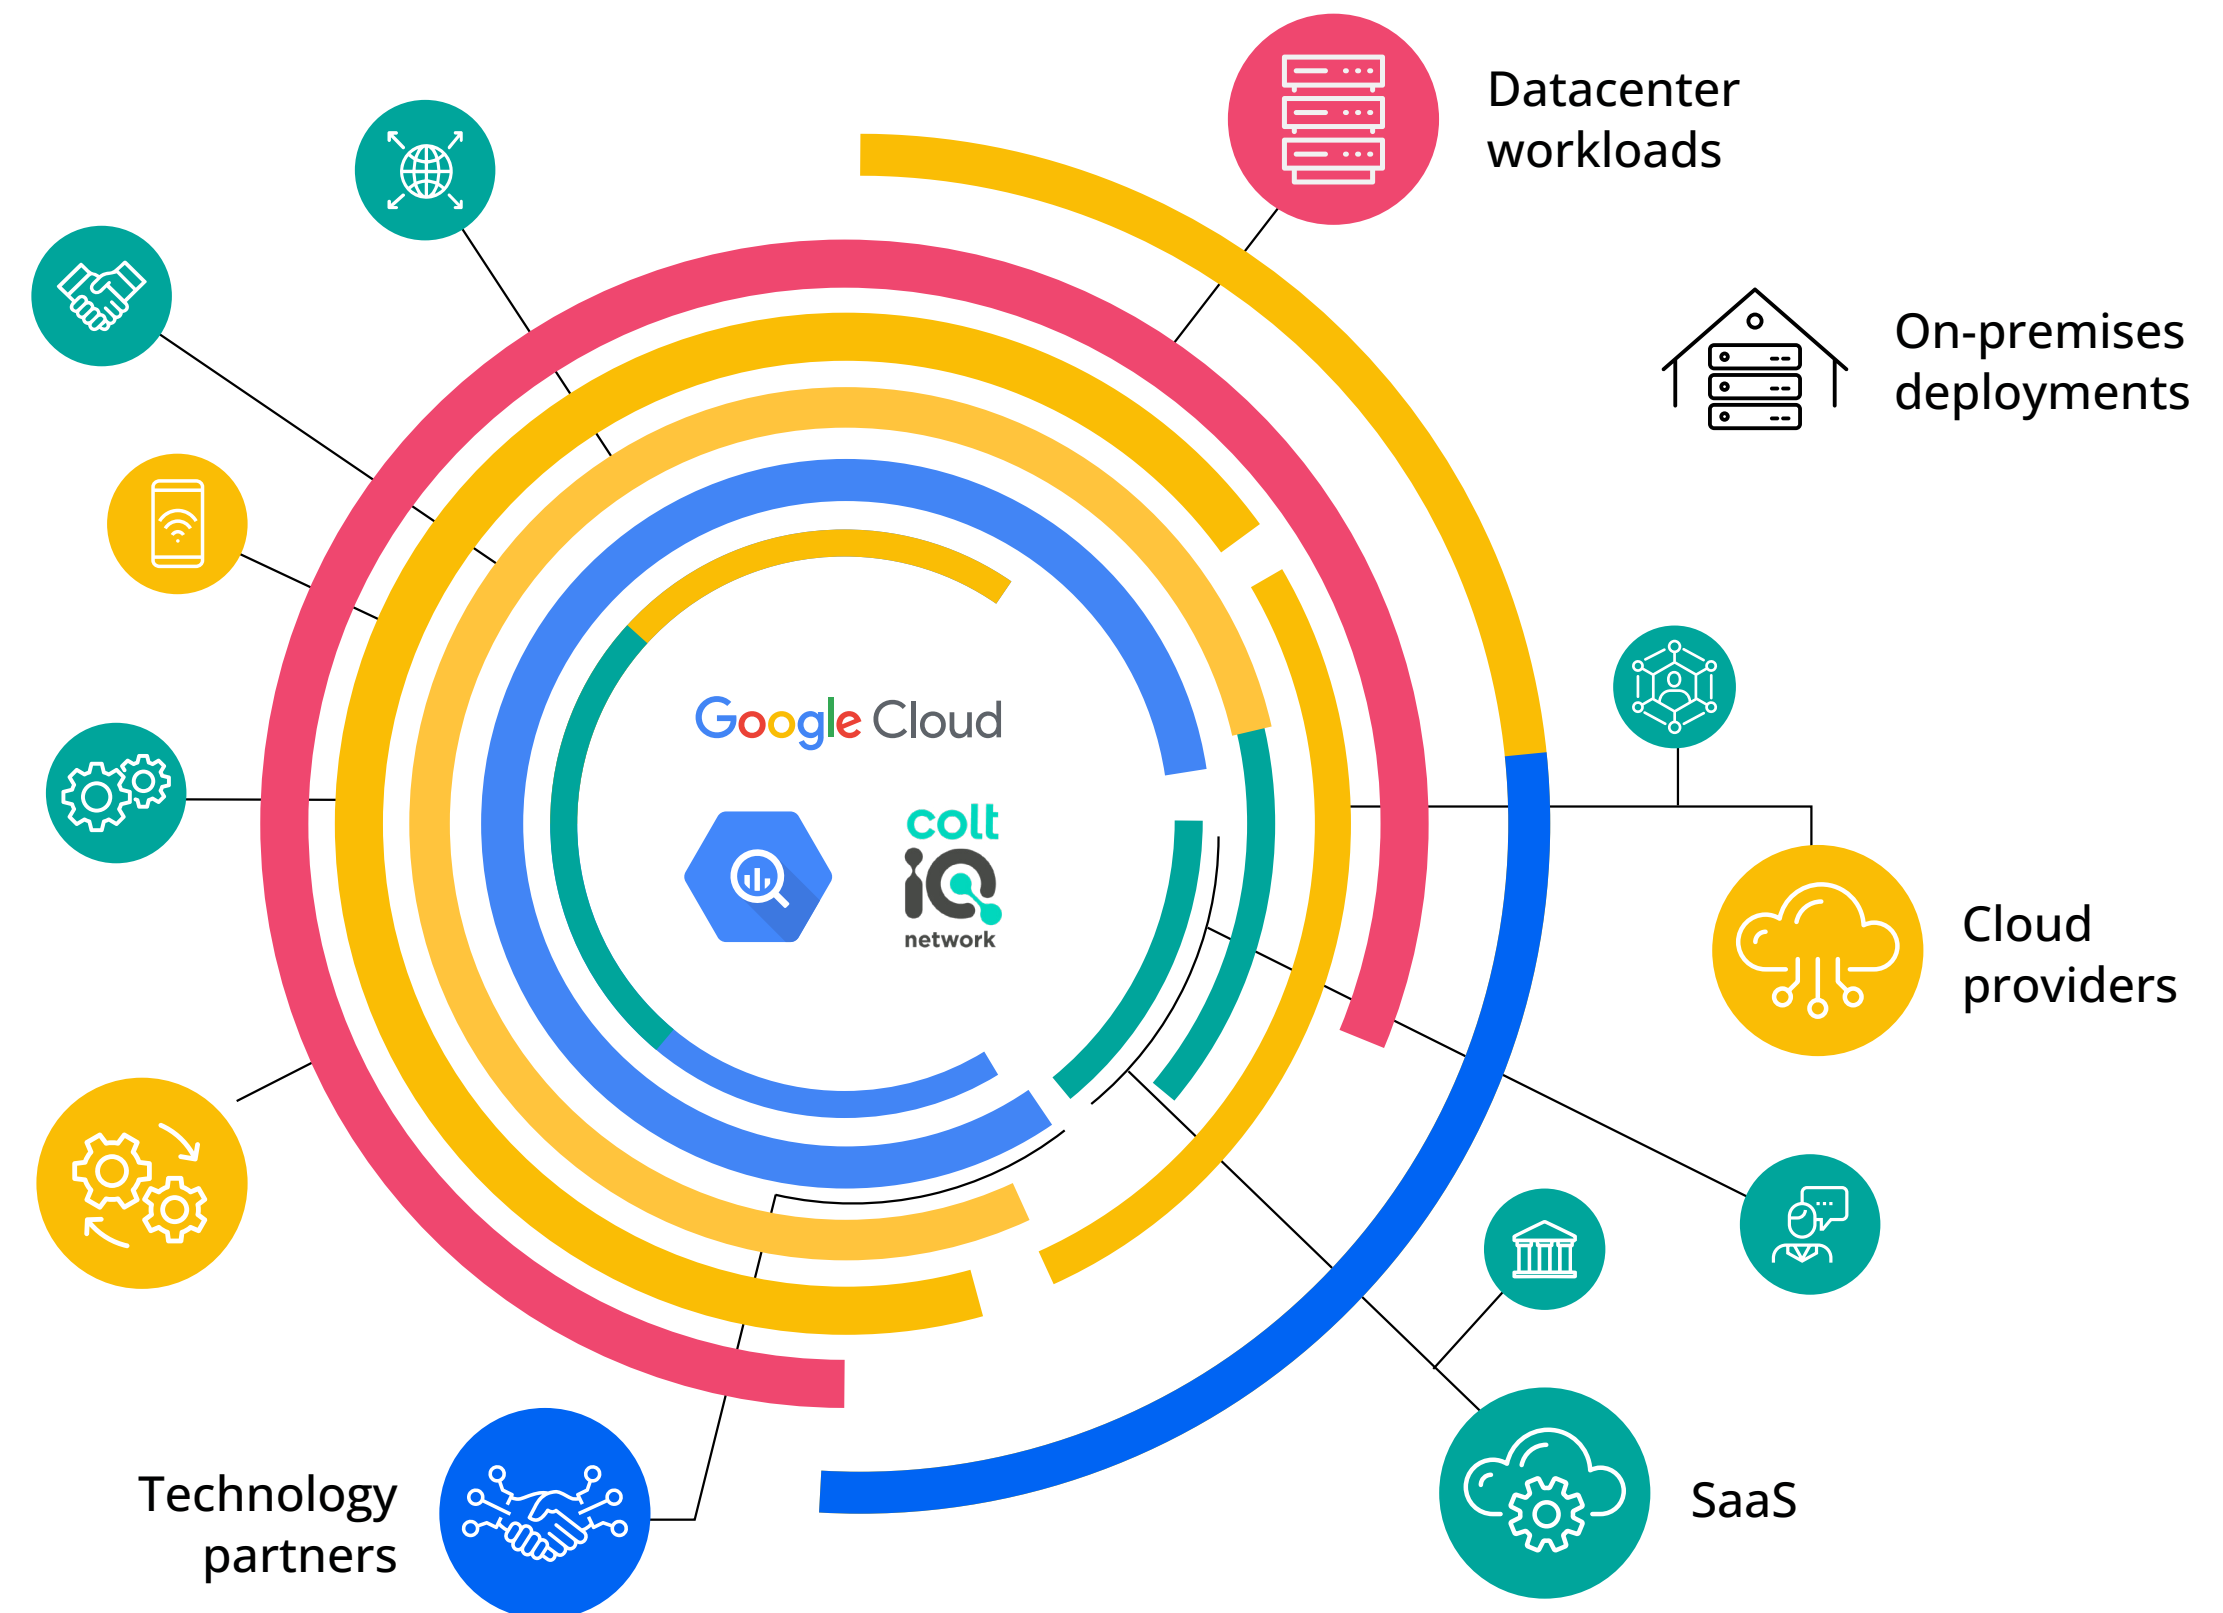 Datacenter
workloads
On-premises
deployments
Google Cloud
colt
iQ
network
Cloud
providers
Technology
partners
SaaS